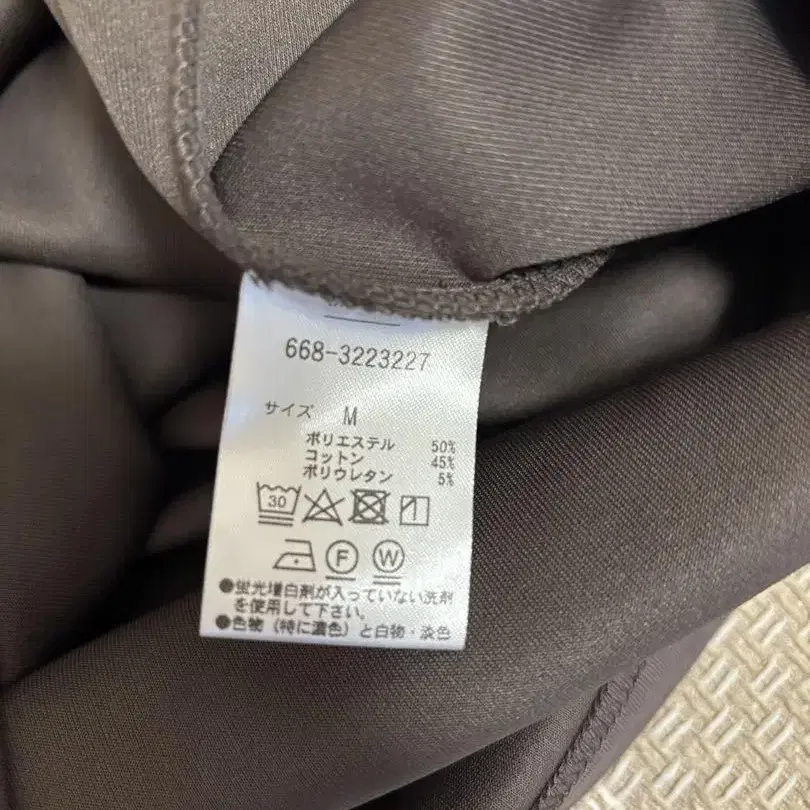 668-3223227
サイズ M
ポリエステル 50%
コットン 45%
ポリウレタン 5%
30
F W
●蛍光増白剤が入っていない洗剤
を使用して下さい。
●色物（特に濃色）と白物・淡色